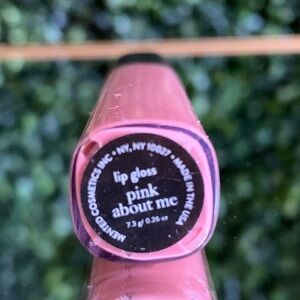 MENTED COSMETICS INC • NY, NY 10027 • MADE IN THE USA
lip gloss
pink
about me
7.5 g/ 0.26 oz